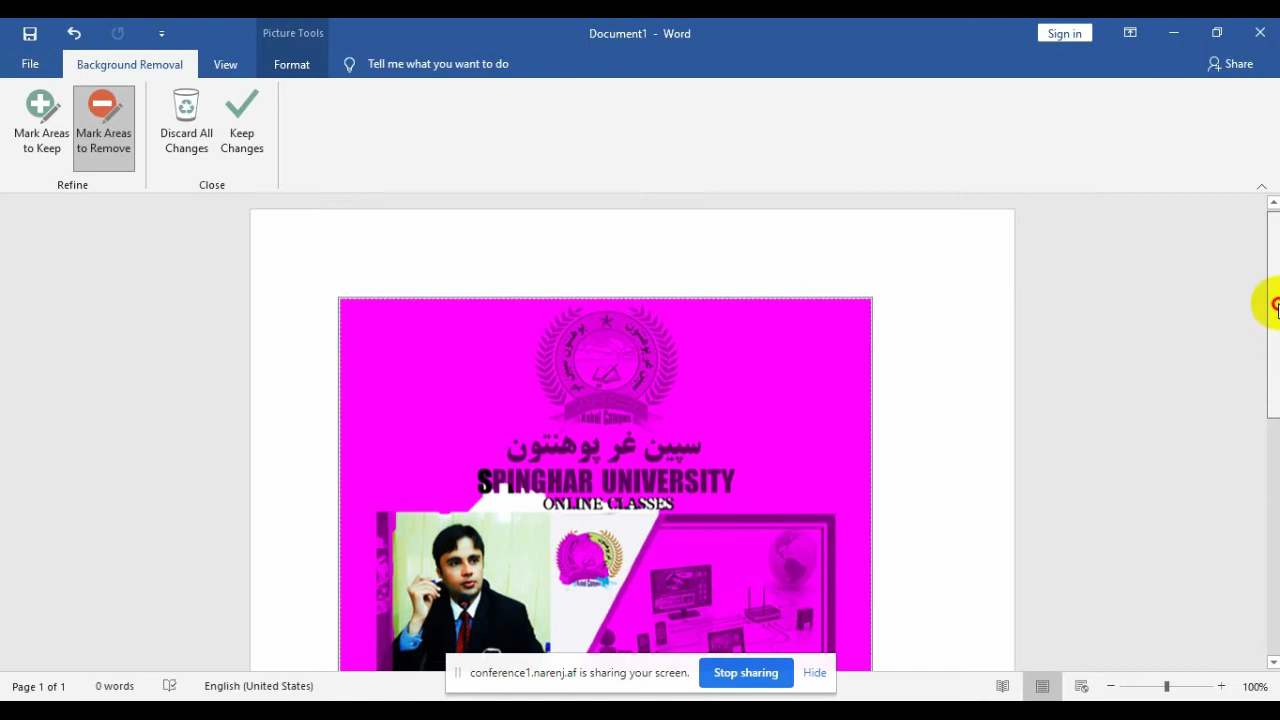 Picture Tools
Document1 - Word
Sign in
File
Background Removal
View
Format
Tell me what you want to do
Share
Mark Areas to Keep
Mark Areas to Remove
Discard All Changes
Keep Changes
Refine
Close
سپين غر پوهنتون
SPINGHAR UNIVERSITY
ONLINE CLASSES
conference1.narenj.af is sharing your screen.
Stop sharing
Hide
Page 1 of 1
0 words
English (United States)
100%